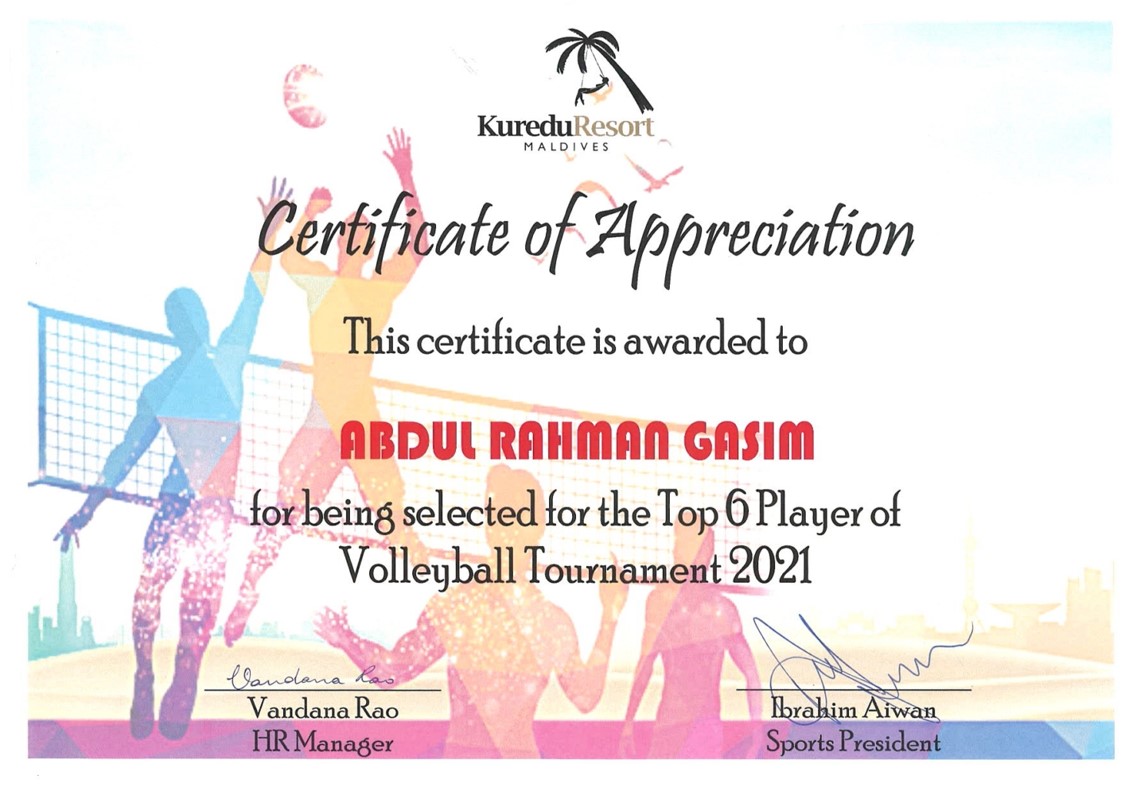 KureduResort
MALDIVES
Certificate of Appreciation
This certificate is awarded to
ABDUL RAHMAN GASIM
for being selected for the Top 6 Player of
Volleyball Tournament 2021
Vandana Rao
Vandana Rao
HR Manager
Ibrahim Aiwan
Sports President